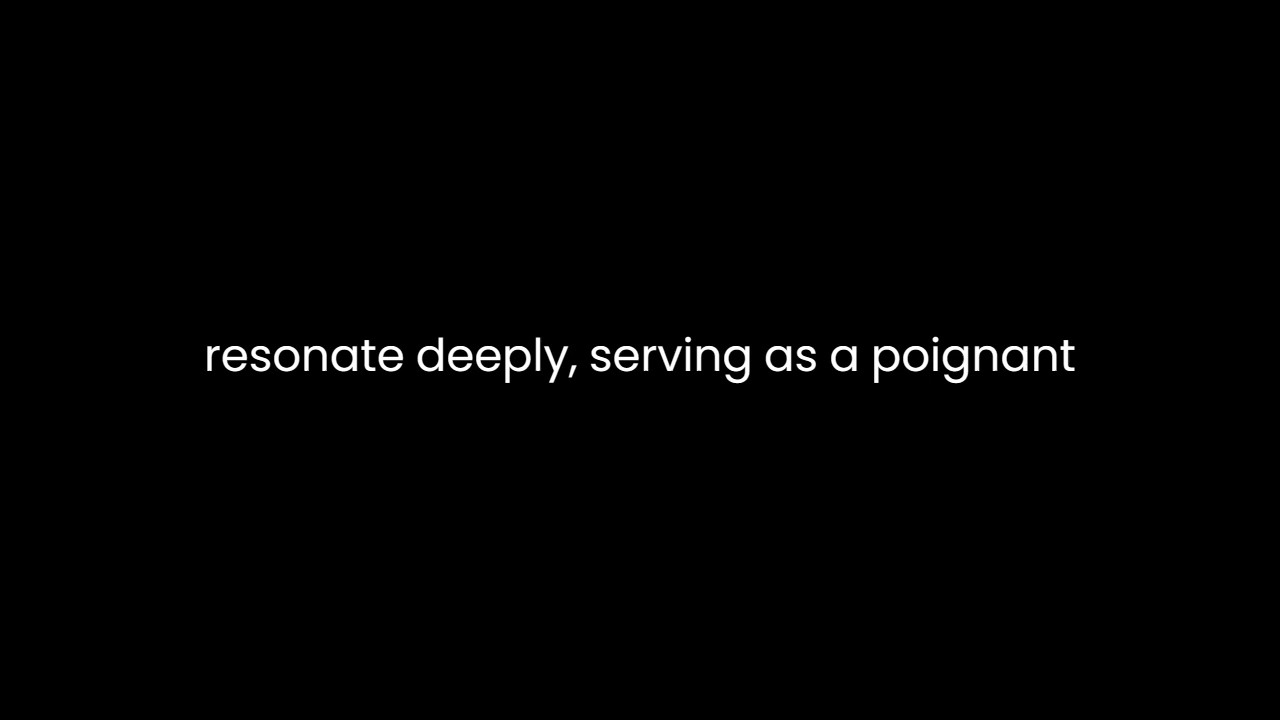 resonate deeply, serving as a poignant